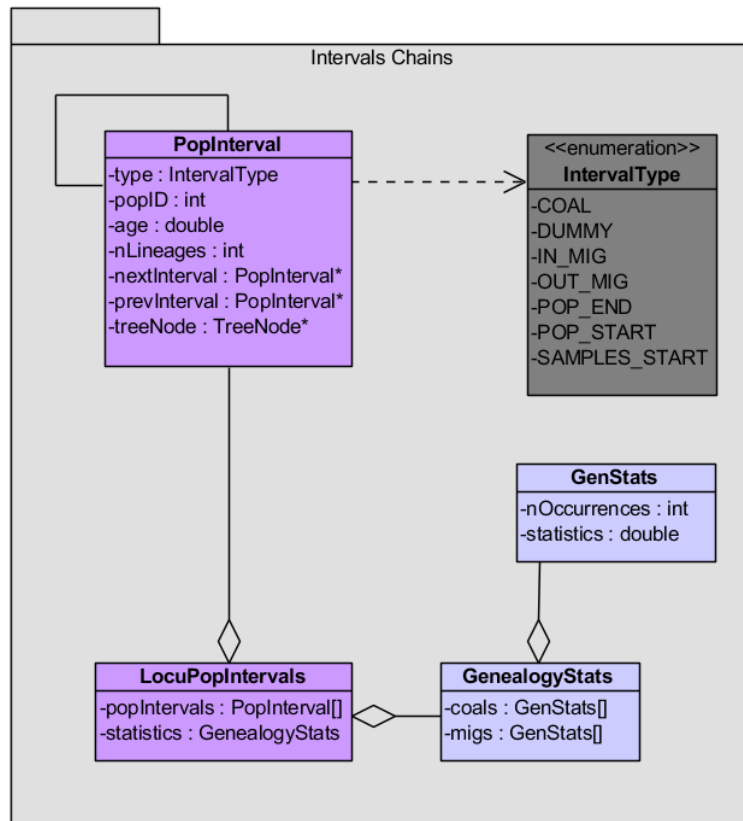 Intervals Chains
PopInterval
-type : IntervalType
-popID : int
-age : double
-nLineages : int
-nextInterval : PopInterval*
-prevInterval : PopInterval*
-treeNode : TreeNode*
<<enumeration>>
IntervalType
-COAL
-DUMMY
-IN_MIG
-OUT_MIG
-POP_END
-POP_START
-SAMPLES_START
GenStats
-nOccurrences : int
-statistics : double
LocuPopIntervals
-popIntervals : PopInterval[]
-statistics : GenealogyStats
GenealogyStats
-coals : GenStats[]
-migs : GenStats[]